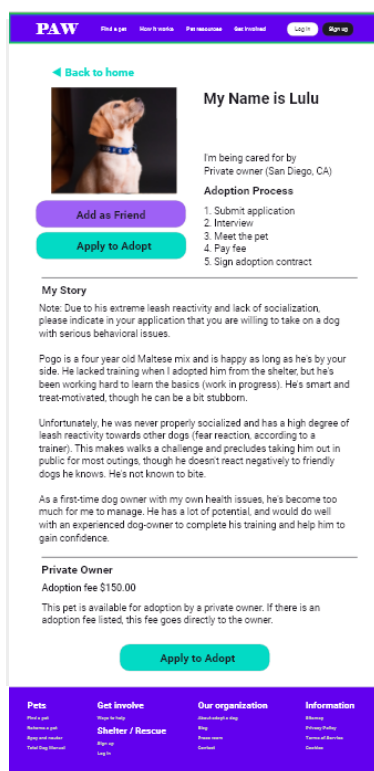 PAW
Find a pet
How it works
Pet resources
Get involved
Log in
Sign up
◀ Back to home
My Name is Lulu
I'm being cared for by
Private owner (San Diego, CA)
Adoption Process
1. Submit application
2. Interview
3. Meet the pet
4. Pay fee
5. Sign adoption contract
Add as Friend
Apply to Adopt
My Story
Note: Due to his extreme leash reactivity and lack of socialization,
please indicate in your application that you are willing to take on a dog
with serious behavioral issues.
Pogo is a four year old Maltese mix and is happy as long as he's by your
side. He lacked training when I adopted him from the shelter, but he's
been working hard to learn the basics (work in progress). He's smart and
treat-motivated, though he can be a bit stubborn.
Unfortunately, he was never properly socialized and has a high degree of
leash reactivity towards other dogs (fear reaction, according to a
trainer). This makes walks a challenge and precludes taking him out in
public for most outings, though he doesn't react negatively to friendly
dogs he knows. He's not known to bite.
As a first-time dog owner with my own health issues, he's become too
much for me to manage. He has a lot of potential, and would do well
with an experienced dog-owner to complete his training and help him to
gain confidence.
Private Owner
Adoption fee $150.00
This pet is available for adoption by a private owner. If there is an
adoption fee listed, this fee goes directly to the owner.
Apply to Adopt
Pets
Find a pet
Rehome a pet
Spay and neuter
Total Dog Manual
Get involve
Ways to help
Shelter / Rescue
Sign up
Log in
Our organization
About adopt a dog
Blog
Press room
Contact
Information
Sitemap
Privacy Policy
Terms of Service
Cookies